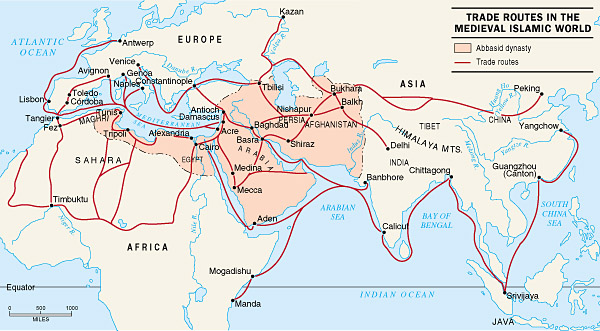 TRADE ROUTES IN THE
MEDIEVAL ISLAMIC WORLD
Abbasid dynasty
Trade routes
Kazan
ATLANTIC
OCEAN
Antwerp
EUROPE
Venice
Avignon
Genoa
Constantinople
Naples
Tbilisi
ASIA
Bukhara
Balkh
Peking
Toledo
Lisbon
Córdoba
Tangier
Fez
MAGHRIB
Tunis
Tripoli
MEDITERRANEAN
Antioch
Damascus
Acre
Nishapur
PERSIA
AFGHANISTAN
Baghdad
Basra
Shiraz
TIBET
CHINA
HIMALAYA MTS.
Yangchow
Alexandria
Cairo
EGYPT
ARABIA
Delhi
INDIA
Chittagong
Guangzhou
(Canton)
SAHARA
Medina
Mecca
Banbhore
Timbuktu
Niger R.
Nile R.
Aden
ARABIAN
SEA
BAY OF
BENGAL
SOUTH
CHINA
SEA
Calicut
AFRICA
Mogadishu
Manda
Equator
INDIAN OCEAN
Srivijaya
JAVA
0 500 1000
MILES